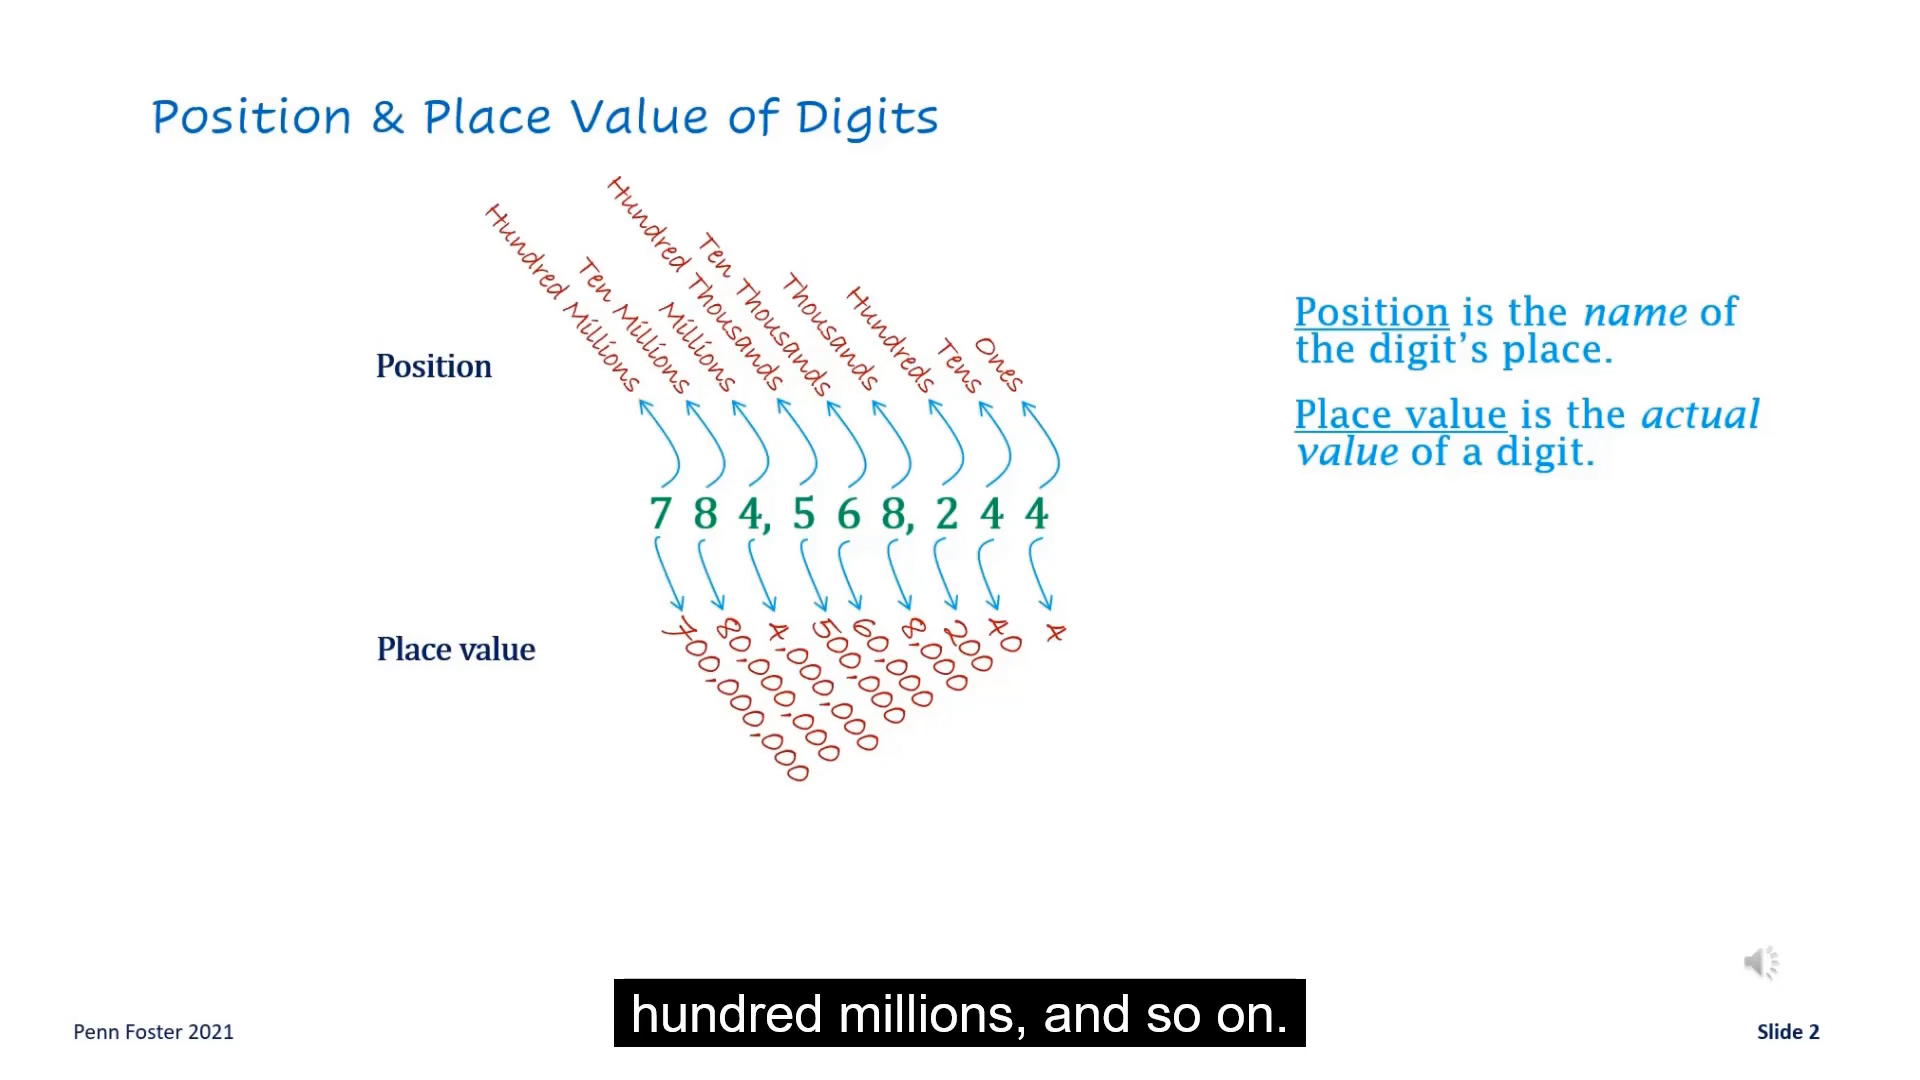 Position & Place Value of Digits
Hundred Millions
Ten Millions
Millions
Hundred Thousands
Ten Thousands
Thousands
Hundreds
Tens
Ones
Position
Position is the name of
the digit’s place.
Place value is the actual
value of a digit.
7 8 4, 5 6 8, 2 4 4
Place value
700,000,000
80,000,000
4,000,000
500,000
60,000
8,000
200
40
4
hundred millions, and so on.
Penn Foster 2021
Slide 2